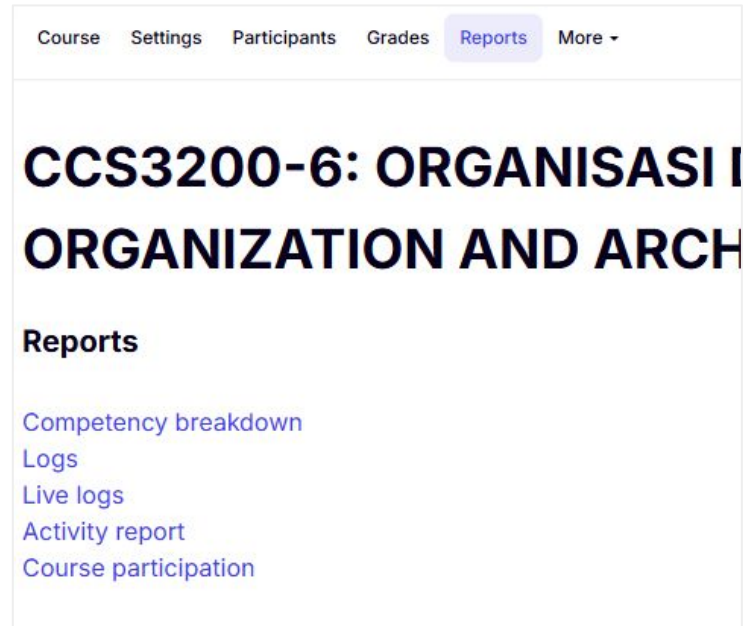 Course Settings Participants Grades Reports More
CCS3200-6: ORGANISASI
ORGANIZATION AND ARCH
Reports
Competency breakdown
Logs
Live logs
Activity report
Course participation